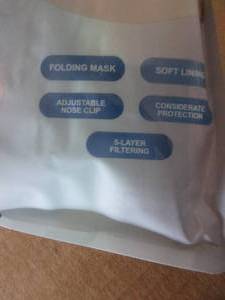 FOLDING MASK
SOFT LINING
ADJUSTABLE
NOSE CLIP
CONSIDERATE
PROTECTION
5-LAYER
FILTERING